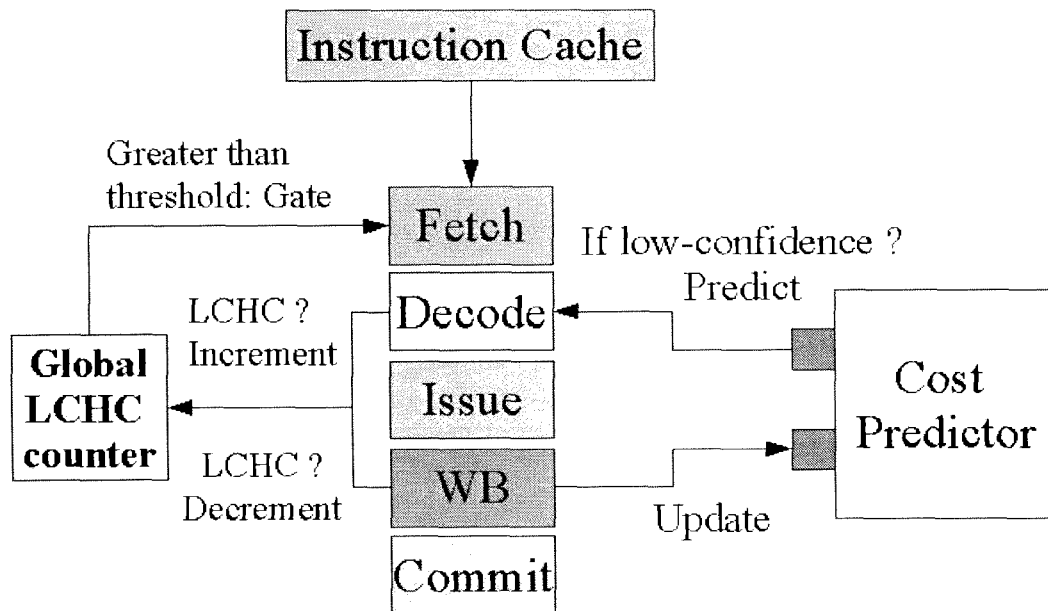 Instruction Cache
Greater than
threshold: Gate
Fetch
If low-confidence ?
Predict
Decode
LCHC ?
Increment
Global
LCHC
counter
Issue
Cost
Predictor
LCHC ?
Decrement
WB
Update
Commit